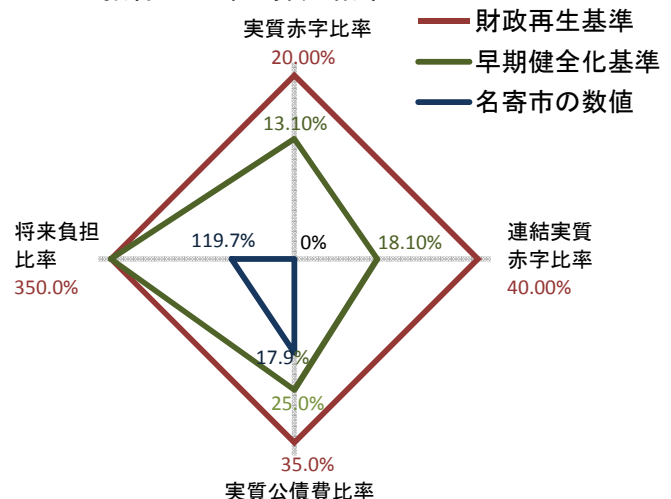 実質赤字比率
20.00%
財政再生基準
早期健全化基準
名寄市の数値
13.10%
将来負担
比率
350.0%
119.7%
0%
18.10%
連結実質
赤字比率
40.00%
17.9%
25.0%
35.0%
実質公債費比率